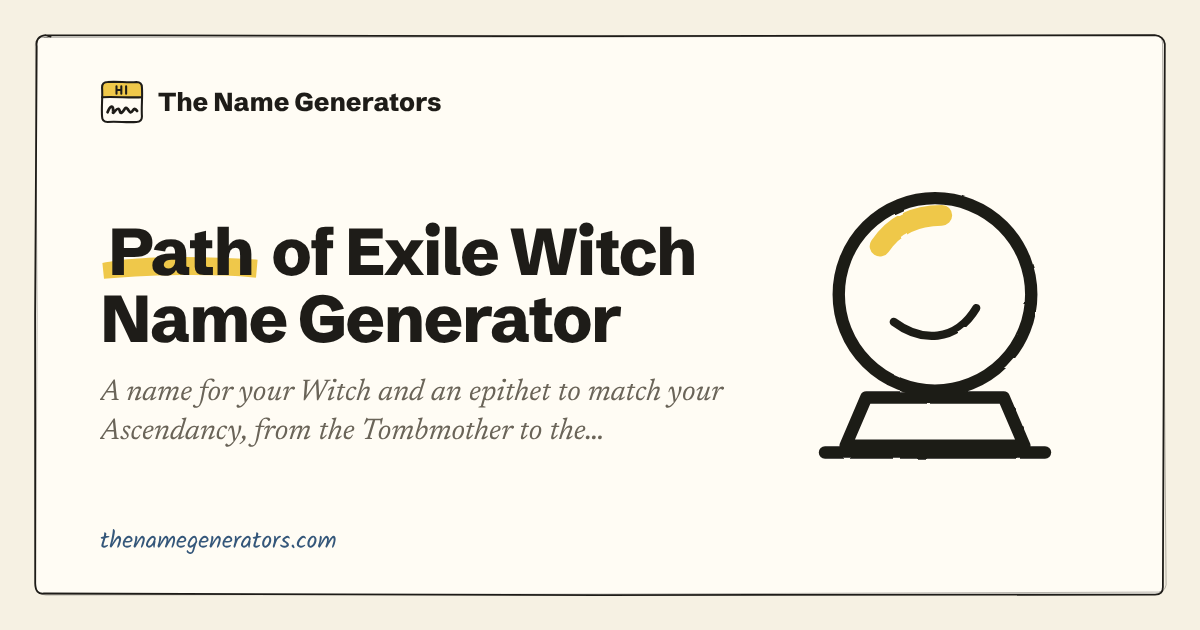 HI
The Name Generators
Path of Exile Witch
Name Generator
A name for your Witch and an epithet to match your
Ascendancy, from the Tombmother to the...
thenamegenerators.com